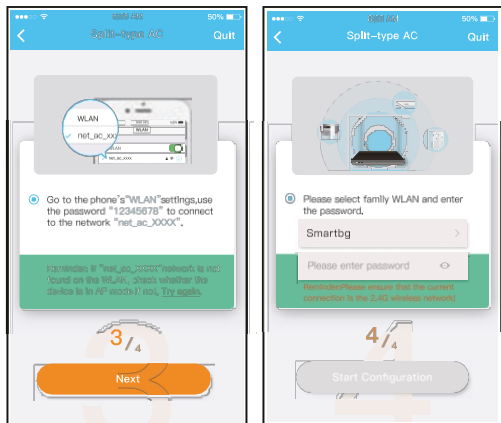 50%
Split-type AC
Quit
WLAN
net_ac_xx
WLAN
Go to the phone's"WLAN"settings,use
the password "12345678" to connect
to the network "net_ac_XXXX".
Reminder: If "net_ac_XXXX"network is not
found on the WLAN, check whether the
device is in AP mode.If not, Try again.
3/4
Next
50%
Split-type AC
Quit
Please select family WLAN and enter
the password.
Smartbg
Please enter password
Reminder:Please ensure that the current
connection is the 2.4G wireless network!
4/4
Start Configuration